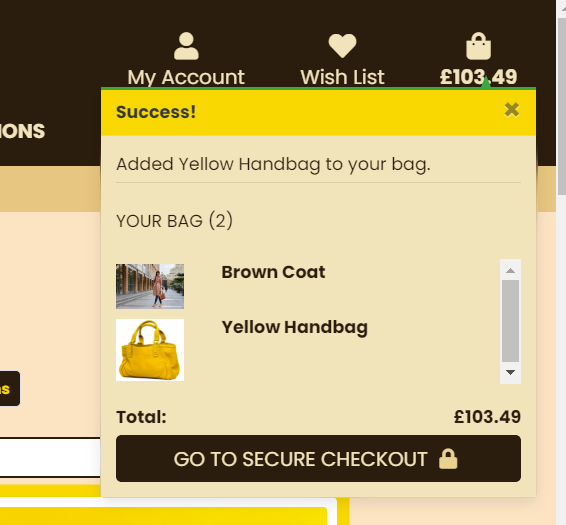 My Account
Wish List
£103.49
IONS
Success!
Added Yellow Handbag to your bag.
YOUR BAG (2)
Brown Coat
Yellow Handbag
Total:
£103.49
GO TO SECURE CHECKOUT